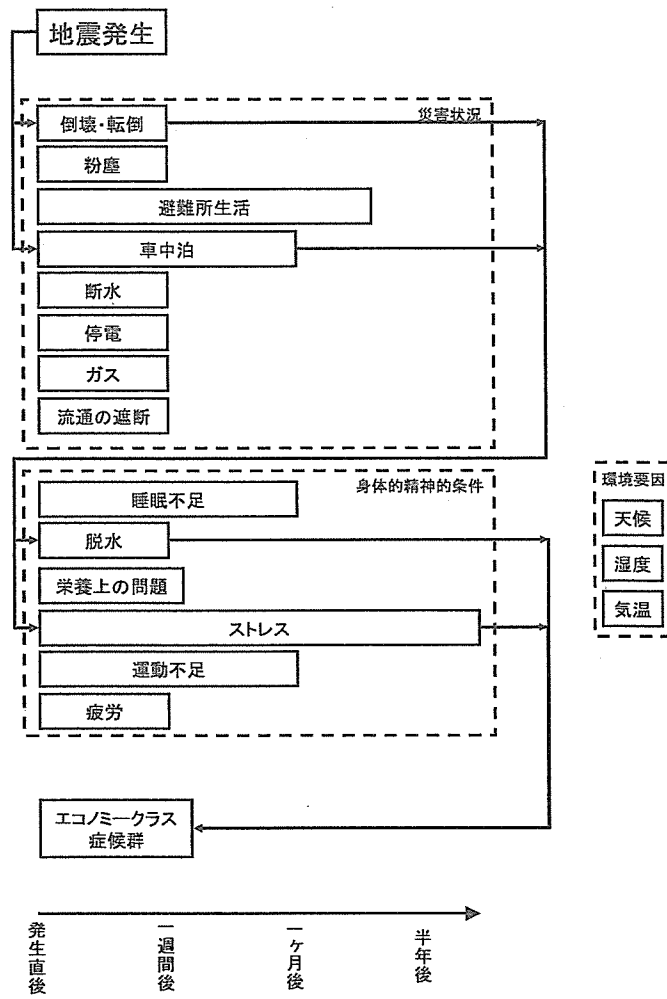 地震発生
災害状況
倒壊・転倒
粉塵
避難所生活
車中泊
断水
停電
ガス
流通の遮断
身体的精神的条件
睡眠不足
脱水
栄養上の問題
ストレス
運動不足
疲労
環境要因
天候
湿度
気温
エコノミークラス
症候群
発生直後
一週間後
一ヶ月後
半年後